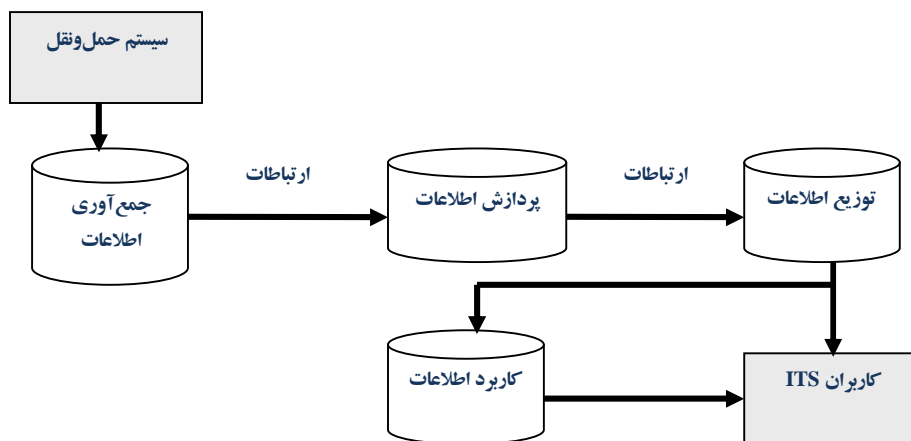 سیستم حمل‌ونقل
جمع‌آوری
اطلاعات
ارتباطات
پردازش اطلاعات
ارتباطات
توزیع اطلاعات
کاربرد اطلاعات
کاربران ITS